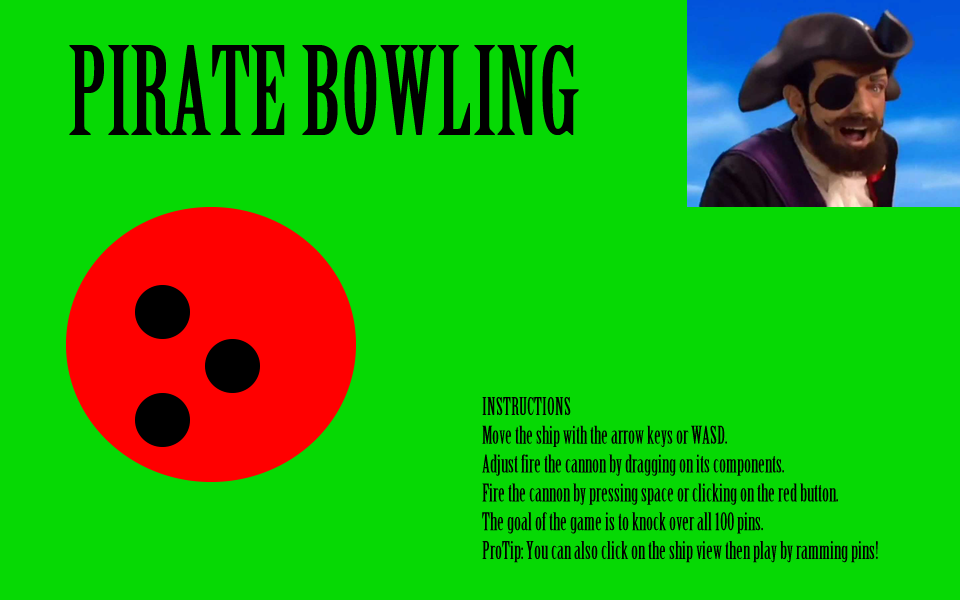 PIRATE BOWLING
INSTRUCTIONS
Move the ship with the arrow keys or WASD.
Adjust fire the cannon by dragging on its components.
Fire the cannon by pressing space or clicking on the red button.
The goal of the game is to knock over all 100 pins.
ProTip: You can also click on the ship view then play by ramming pins!